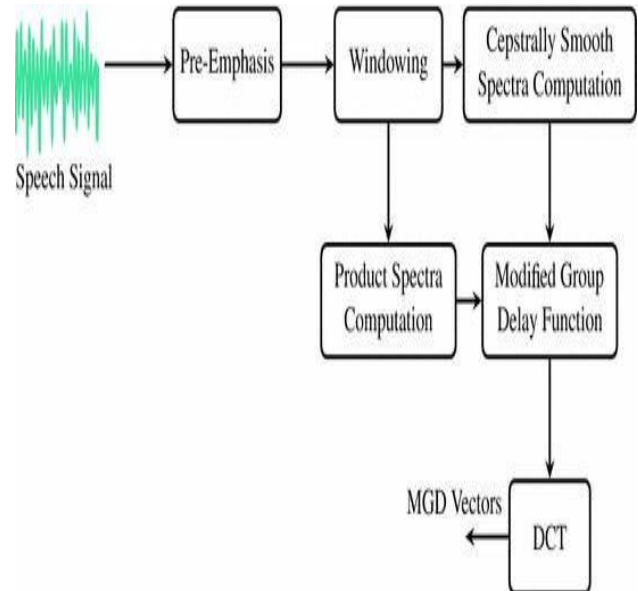 Speech Signal
Pre-Emphasis
Windowing
Cepstrally Smooth
Spectra Computation
Product Spectra
Computation
Modified Group
Delay Function
MGD Vectors
DCT